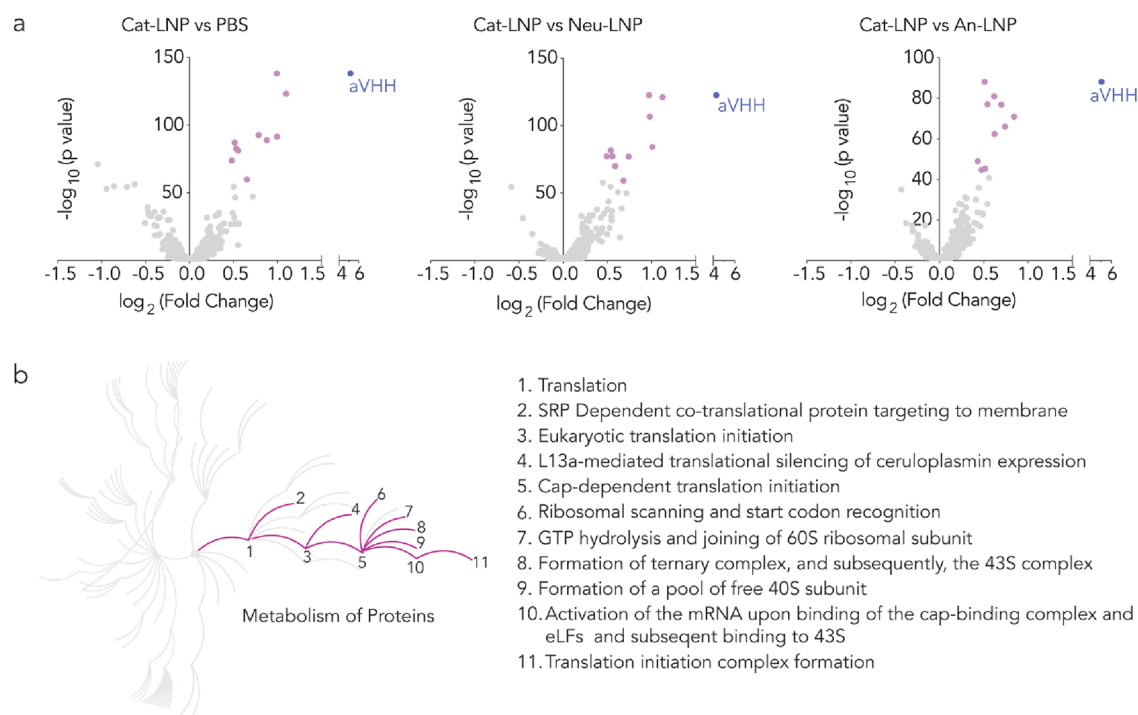 a
Cat-LNP vs PBS
Cat-LNP vs Neu-LNP
Cat-LNP vs An-LNP
150
100
50
-log10 (p value)
aVHH
-1.5 -1.0 -0.5 0.0 0.5 1.0 1.5 4 6
log2 (Fold Change)
150
100
50
-log10 (p value)
aVHH
-1.5 -1.0 -0.5 0.0 0.5 1.0 1.5 4 6
log2 (Fold Change)
100
80
60
40
20
-log10 (p value)
aVHH
-1.5 -1.0 -0.5 0.0 0.5 1.0 1.5 4 6
log2 (Fold Change)
b
1
2
3
4
5
6
7
8
9
10
11
Metabolism of Proteins
1. Translation
2. SRP Dependent co-translational protein targeting to membrane
3. Eukaryotic translation initiation
4. L13a-mediated translational silencing of ceruloplasmin expression
5. Cap-dependent translation initiation
6. Ribosomal scanning and start codon recognition
7. GTP hydrolysis and joining of 60S ribosomal subunit
8. Formation of ternary complex, and subsequently, the 43S complex
9. Formation of a pool of free 40S subunit
10. Activation of the mRNA upon binding of the cap-binding complex and
eLFs and subseqent binding to 43S
11. Translation initiation complex formation